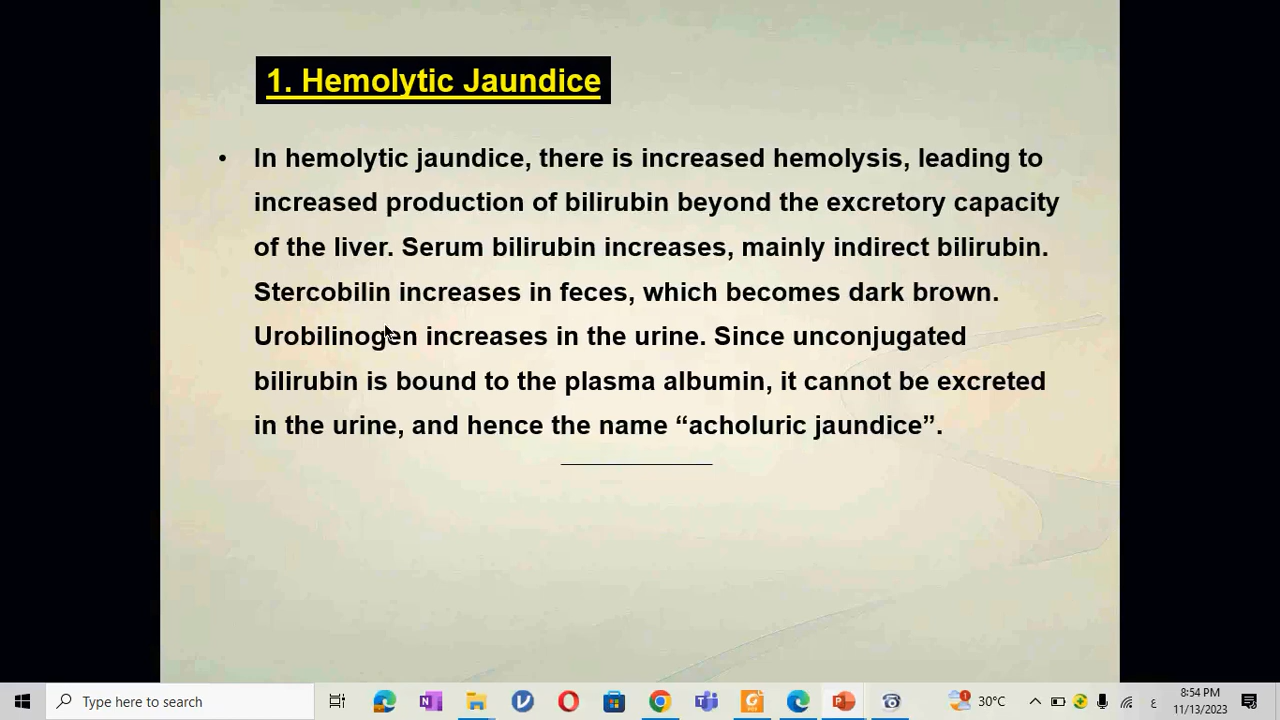 1. Hemolytic Jaundice
• In hemolytic jaundice, there is increased hemolysis, leading to
increased production of bilirubin beyond the excretory capacity
of the liver. Serum bilirubin increases, mainly indirect bilirubin.
Stercobilin increases in feces, which becomes dark brown.
Urobilinogen increases in the urine. Since unconjugated
bilirubin is bound to the plasma albumin, it cannot be excreted
in the urine, and hence the name “acholuric jaundice”.
Type here to search
30°C
ع
8:54 PM
11/13/2023